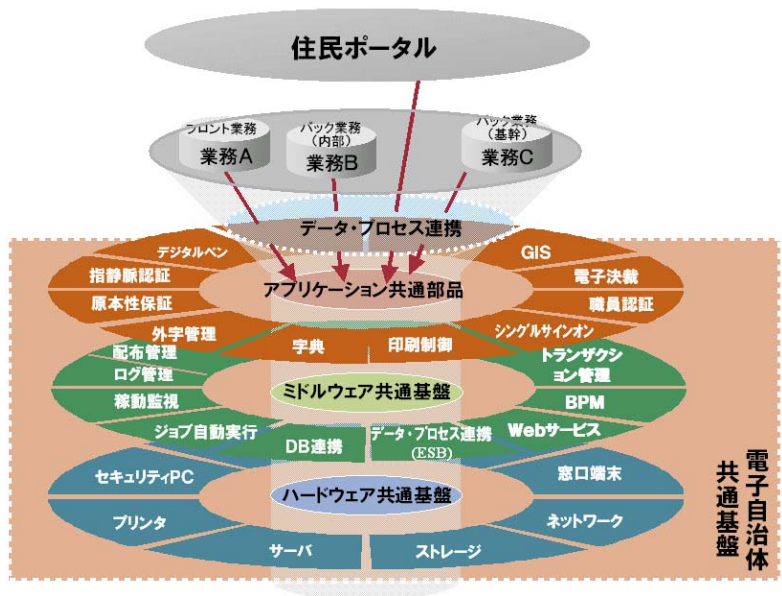 住民ポータル
フロント業務
業務A
バック業務
(内部)
業務B
バック業務
(基幹)
業務C
データ・プロセス連携
デジタルペン
GIS
指静脈認証
電子決裁
アプリケーション共通部品
原本性保証
職員認証
外字管理
シングルサインオン
字典
印刷制御
配布管理
トランザクシ
ョン管理
ログ管理
ミドルウェア共通基盤
稼動監視
BPM
ジョブ自動実行
DB連携
データ・プロセス連携
(ESB)
Webサービス
セキュリティPC
窓口端末
ハードウェア共通基盤
プリンタ
ネットワーク
サーバ
ストレージ
電子自治体
共通基盤